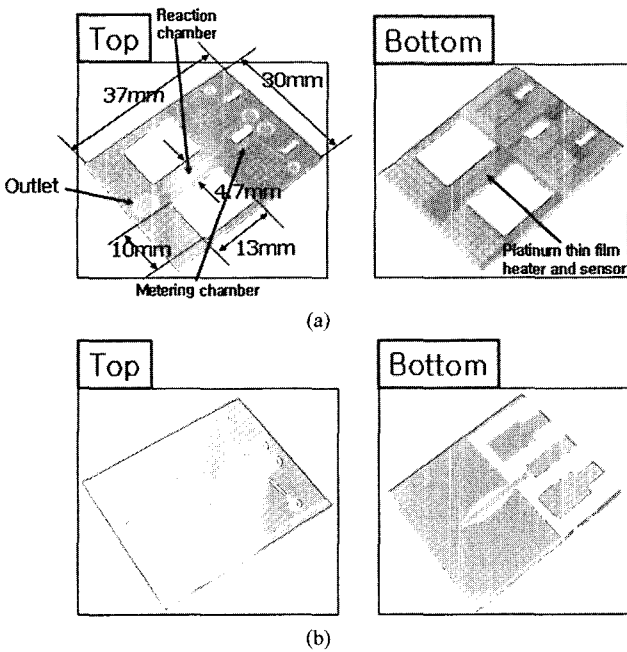 Top
Reaction
chamber
37mm
30mm
Outlet
4.7mm
10mm
13mm
Metering chamber
Bottom
Platinum thin film
heater and sensor
(a)
Top
Bottom
(b)